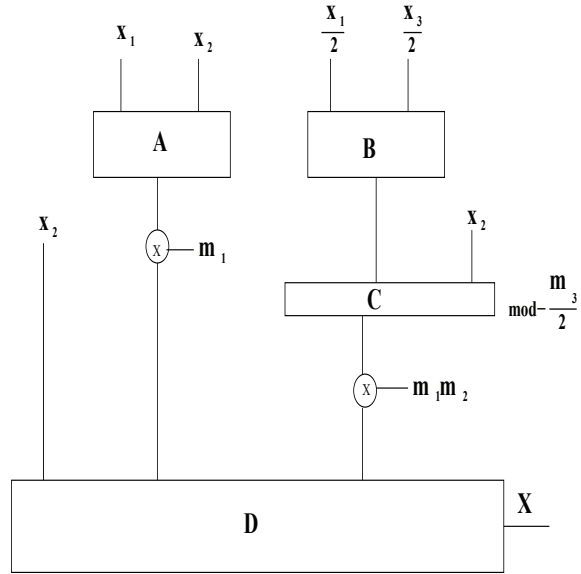 x₁ x₂ x₁/2 x₃/2
A B
x₂ x m₁ x₂
C mod-m₃/2
x m₁m₂
D X